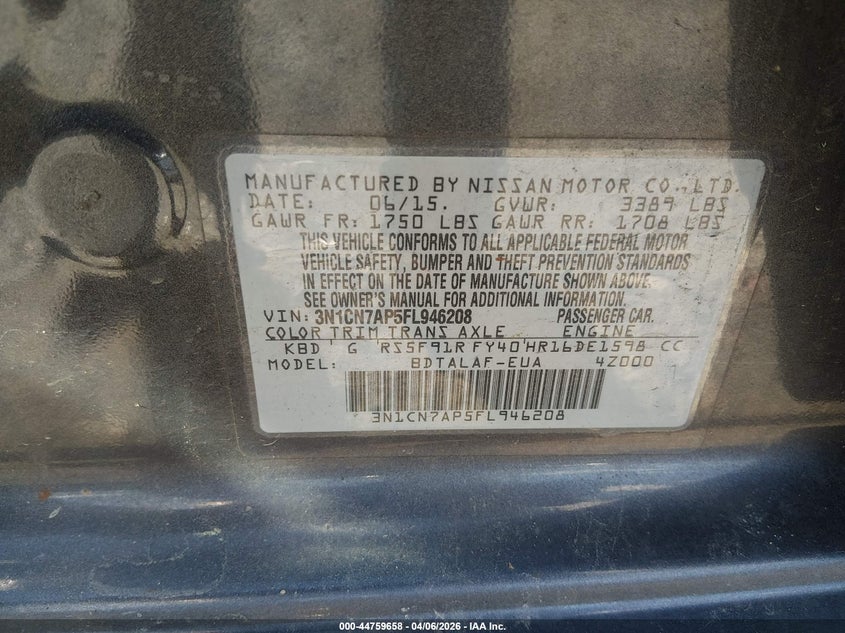 MANUFACTURED BY NISSAN MOTOR CO., LTD.
DATE: 06/15. GVWR: 3389 LBS
GAWR FR: 1750 LBS GAWR RR: 1708 LBS
THIS VEHICLE CONFORMS TO ALL APPLICABLE FEDERAL MOTOR
VEHICLE SAFETY, BUMPER AND THEFT PREVENTION STANDARDS
IN EFFECT ON THE DATE OF MANUFACTURE SHOWN ABOVE.
SEE OWNER'S MANUAL FOR ADDITIONAL INFORMATION.
VIN: 3N1CN7AP5FL946208 PASSENGER CAR.
COLOR TRIM TRANS AXLE ENGINE
KBD G RS5F91R FY40 HR16DE1598 CC
MODEL: BDTALAF-EUA 4Z000
3N1CN7AP5FL946208
000-44759658 - 04/06/2026 - IAA Inc.